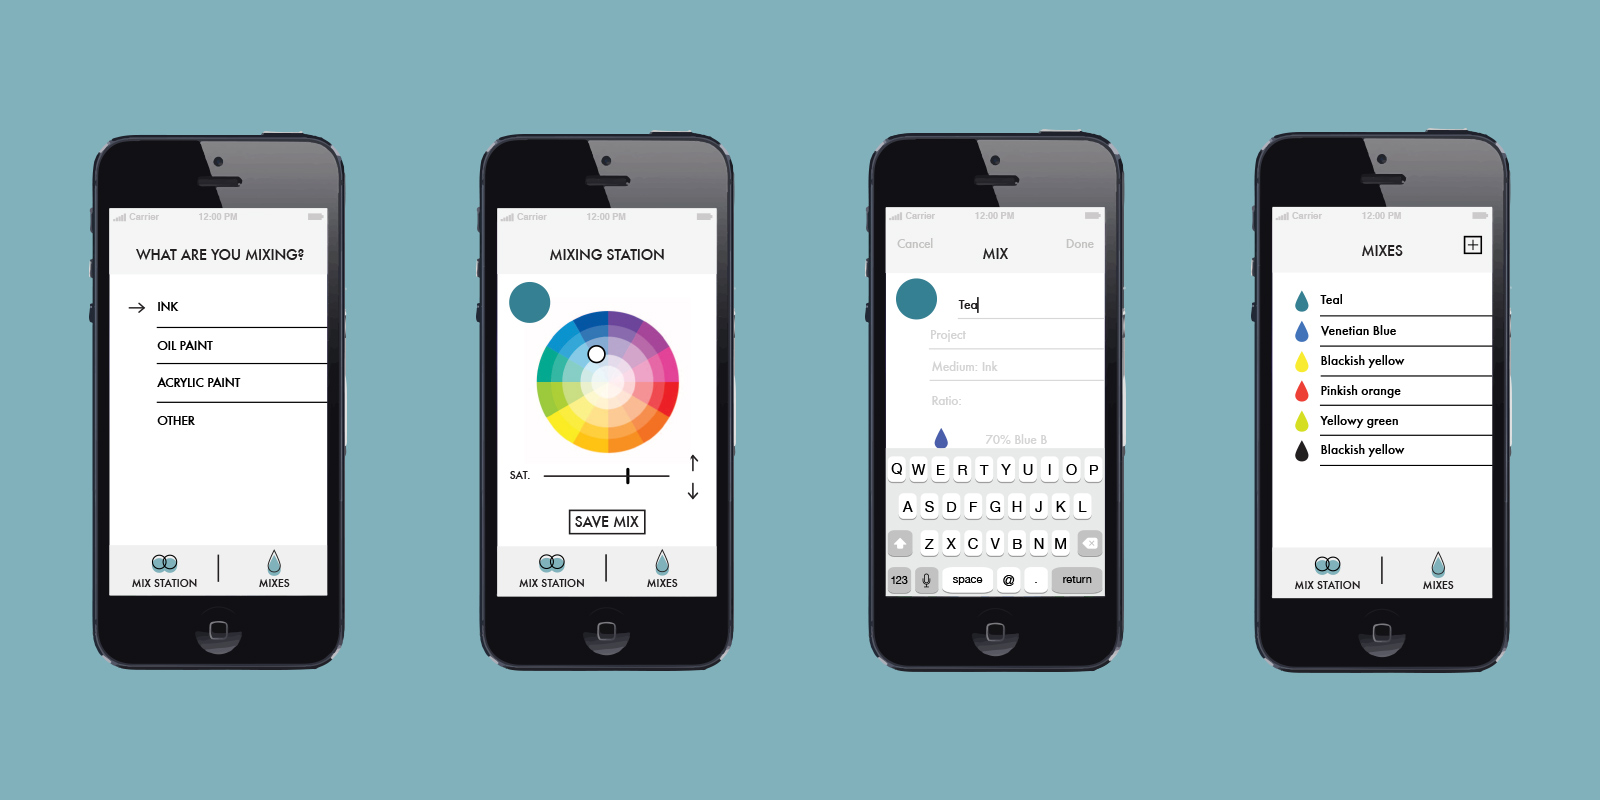 Carrier 12:00 PM
WHAT ARE YOU MIXING?
INK
OIL PAINT
ACRYLIC PAINT
OTHER
MIX STATION MIXES
Carrier 12:00 PM
MIXING STATION
SAT.
SAVE MIX
MIX STATION MIXES
Carrier 12:00 PM
Cancel MIX Done
Tea
Project
Medium: Ink
Ratio:
70% Blue B
Q W E R T Y U I O P
A S D F G H J K L
Z X C V B N M
123 space @ . return
Carrier 12:00 PM
MIXES
Teal
Venetian Blue
Blackish yellow
Pinkish orange
Yellowy green
Blackish yellow
MIX STATION MIXES